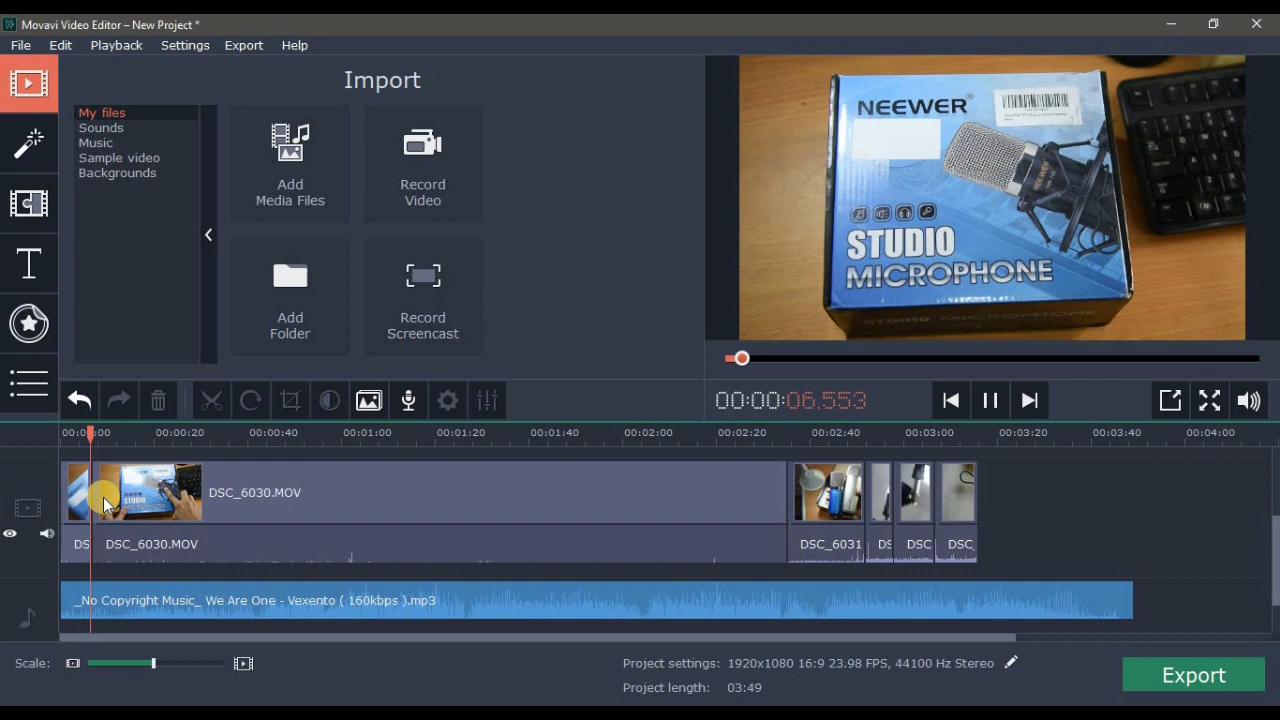 Movavi Video Editor – New Project *
File Edit Playback Settings Export Help
Import
My files
Sounds
Music
Sample video
Backgrounds
Add
Media Files
Record
Video
Add
Folder
Record
Screencast
NEEWER®
STUDIO
MICROPHONE
NEEWER
STUDIO MICROPHONE
00:00:06.553
00:00:20 00:00:40 00:01:00 00:01:20 00:01:40 00:02:00 00:02:20 00:02:40 00:03:00 00:03:20 00:03:40 00:04:00
DSC_6030.MOV
DS DSC_6030.MOV DSC_6031 DS DSC DSC_
_No Copyright Music_ We Are One - Vexento ( 160kbps ).mp3
Scale:
Project settings: 1920x1080 16:9 23.98 FPS, 44100 Hz Stereo
Project length: 03:49
Export